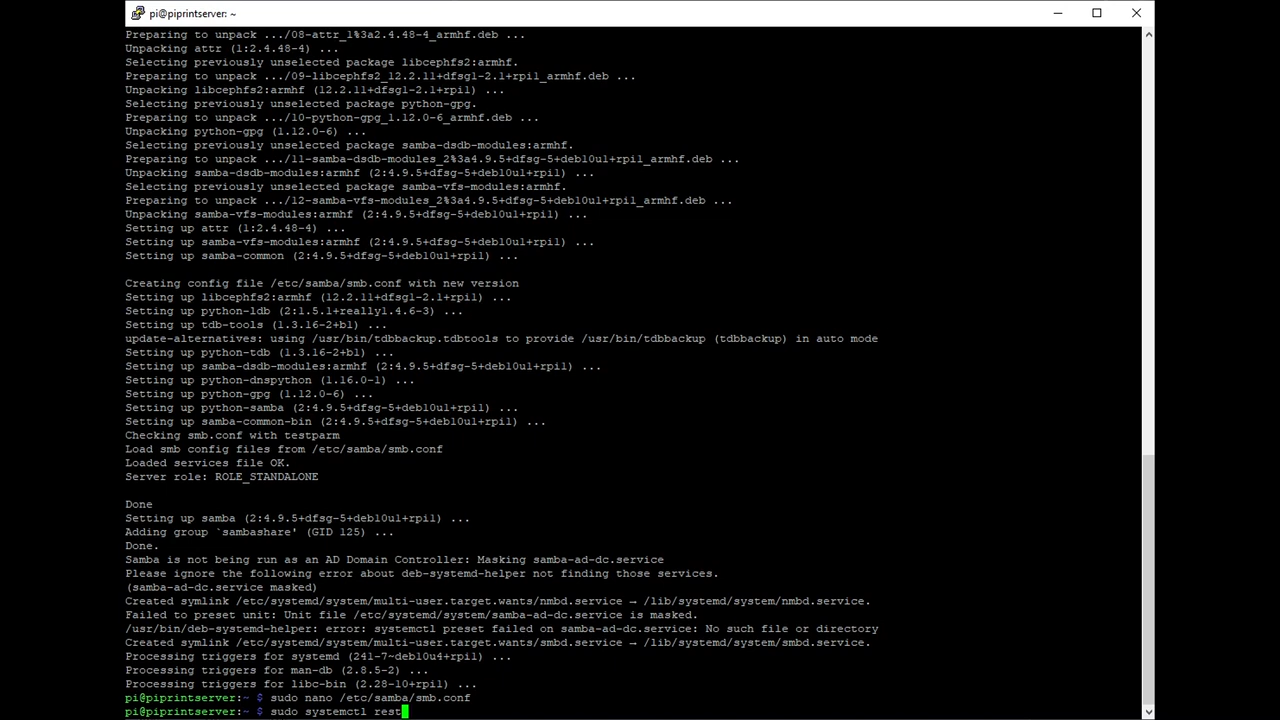 pi@piprintserver: ~
Preparing to unpack .../08-attr_1%3a2.4.48-4_armhf.deb ...
Unpacking attr (1:2.4.48-4) ...
Selecting previously unselected package libcephfs2:armhf.
Preparing to unpack .../09-libcephfs2_12.2.11+dfsg1-2.1+rpi1_armhf.deb ...
Unpacking libcephfs2:armhf (12.2.11+dfsg1-2.1+rpi1) ...
Selecting previously unselected package python-gpg.
Preparing to unpack .../10-python-gpg_1.12.0-6_armhf.deb ...
Unpacking python-gpg (1.12.0-6) ...
Selecting previously unselected package samba-dsdb-modules:armhf.
Preparing to unpack .../11-samba-dsdb-modules_2%3a4.9.5+dfsg-5+deb10u1+rpi1_armhf.deb ...
Unpacking samba-dsdb-modules:armhf (2:4.9.5+dfsg-5+deb10u1+rpi1) ...
Selecting previously unselected package samba-vfs-modules:armhf.
Preparing to unpack .../12-samba-vfs-modules_2%3a4.9.5+dfsg-5+deb10u1+rpi1_armhf.deb ...
Unpacking samba-vfs-modules:armhf (2:4.9.5+dfsg-5+deb10u1+rpi1) ...
Setting up attr (1:2.4.48-4) ...
Setting up samba-vfs-modules:armhf (2:4.9.5+dfsg-5+deb10u1+rpi1) ...
Setting up samba-common (2:4.9.5+dfsg-5+deb10u1+rpi1) ...
Creating config file /etc/samba/smb.conf with new version
Setting up libcephfs2:armhf (12.2.11+dfsg1-2.1+rpi1) ...
Setting up python-ldb (2:1.5.1+really1.4.6-3) ...
Setting up tdb-tools (1.3.16-2+b1) ...
update-alternatives: using /usr/bin/tdbbackup.tdbtools to provide /usr/bin/tdbbackup (tdbbackup) in auto mode
Setting up python-tdb (1.3.16-2+b1) ...
Setting up samba-dsdb-modules:armhf (2:4.9.5+dfsg-5+deb10u1+rpi1) ...
Setting up python-dnspython (1.16.0-1) ...
Setting up python-gpg (1.12.0-6) ...
Setting up python-samba (2:4.9.5+dfsg-5+deb10u1+rpi1) ...
Setting up samba-common-bin (2:4.9.5+dfsg-5+deb10u1+rpi1) ...
Checking smb.conf with testparm
Load smb config files from /etc/samba/smb.conf
Loaded services file OK.
Server role: ROLE_STANDALONE
Done
Setting up samba (2:4.9.5+dfsg-5+deb10u1+rpi1) ...
Adding group `sambashare' (GID 125) ...
Done.
Samba is not being run as an AD Domain Controller: Masking samba-ad-dc.service
Please ignore the following error about deb-systemd-helper not finding those services.
(samba-ad-dc.service masked)
Created symlink /etc/systemd/system/multi-user.target.wants/nmbd.service → /lib/systemd/system/nmbd.service.
Failed to preset unit: Unit file /etc/systemd/system/samba-ad-dc.service is masked.
/usr/bin/deb-systemd-helper: error: systemctl preset failed on samba-ad-dc.service: No such file or directory
Created symlink /etc/systemd/system/multi-user.target.wants/smbd.service → /lib/systemd/system/smbd.service.
Processing triggers for systemd (241-7~deb10u4+rpi1) ...
Processing triggers for man-db (2.8.5-2) ...
Processing triggers for libc-bin (2.28-10+rpi1) ...
pi@piprintserver:~ $ sudo nano /etc/samba/smb.conf
pi@piprintserver:~ $ sudo systemctl rest